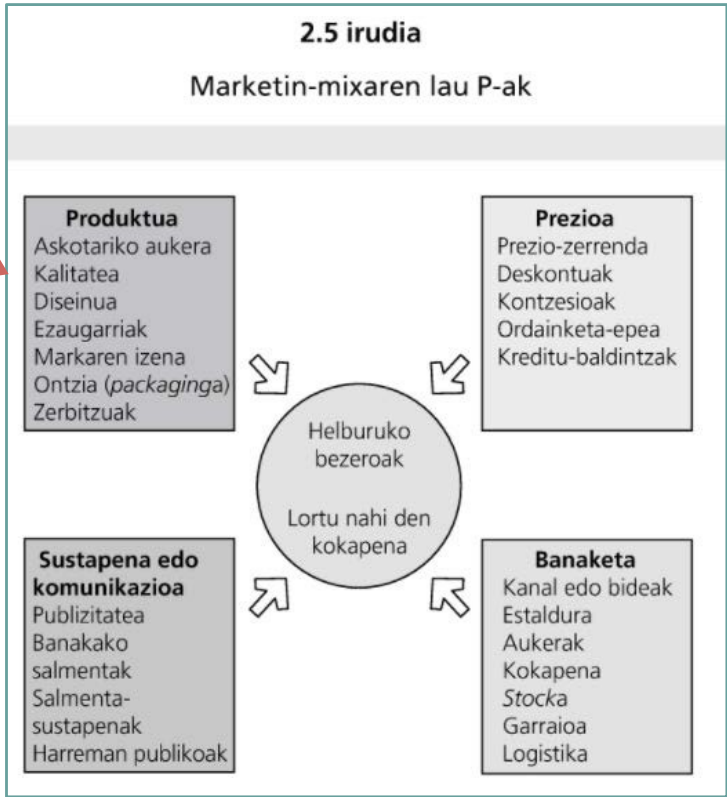 2.5 irudia
Marketin-mixaren lau P-ak
Produktua
Askotariko aukera
Kalitatea
Diseinua
Ezaugarriak
Markaren izena
Ontzia (packaginga)
Zerbitzuak
Prezioa
Prezio-zerrenda
Deskontuak
Kontzesioak
Ordainketa-epea
Kreditu-baldintzak
Helburuko
bezeroak
Lortu nahi den
kokapena
Sustapena edo
komunikazioa
Publizitatea
Banakako
salmentak
Salmenta-
sustapenak
Harreman publikoak
Banaketa
Kanal edo bideak
Estaldura
Aukerak
Kokapena
Stocka
Garraioa
Logistika